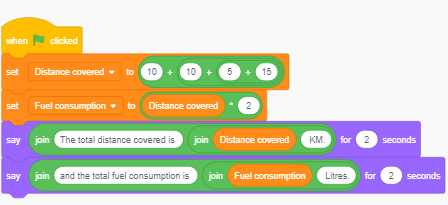 when clicked
set Distance covered to 10 + 10 + 5 + 15
set Fuel consumption to Distance covered * 2
say join The total distance covered is join Distance covered KM. for 2 seconds
say join and the total fuel consumption is join Fuel consumption Litres. for 2 seconds